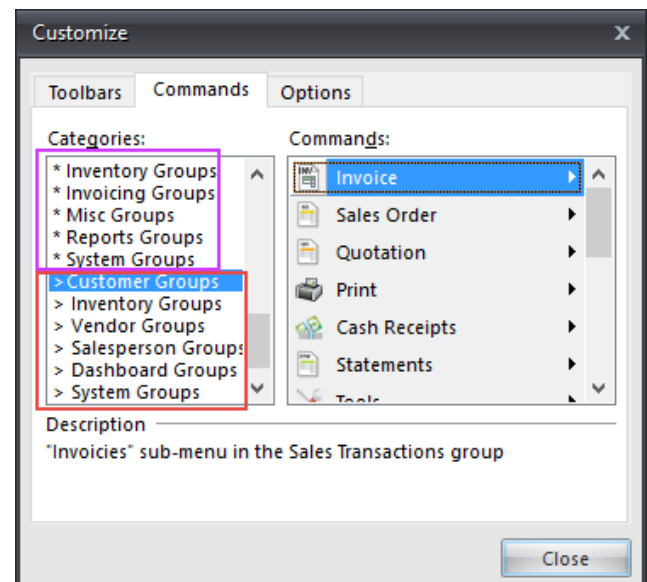 Customize x
Toolbars Commands Options
Categories: Commands:
* Inventory Groups
* Invoicing Groups
* Misc Groups
* Reports Groups
* System Groups
>Customer Groups
> Inventory Groups
> Vendor Groups
> Salesperson Groups
> Dashboard Groups
> System Groups
Invoice
Sales Order
Quotation
Print
Cash Receipts
Statements
Tools
Description
"Invoicies" sub-menu in the Sales Transactions group
Close